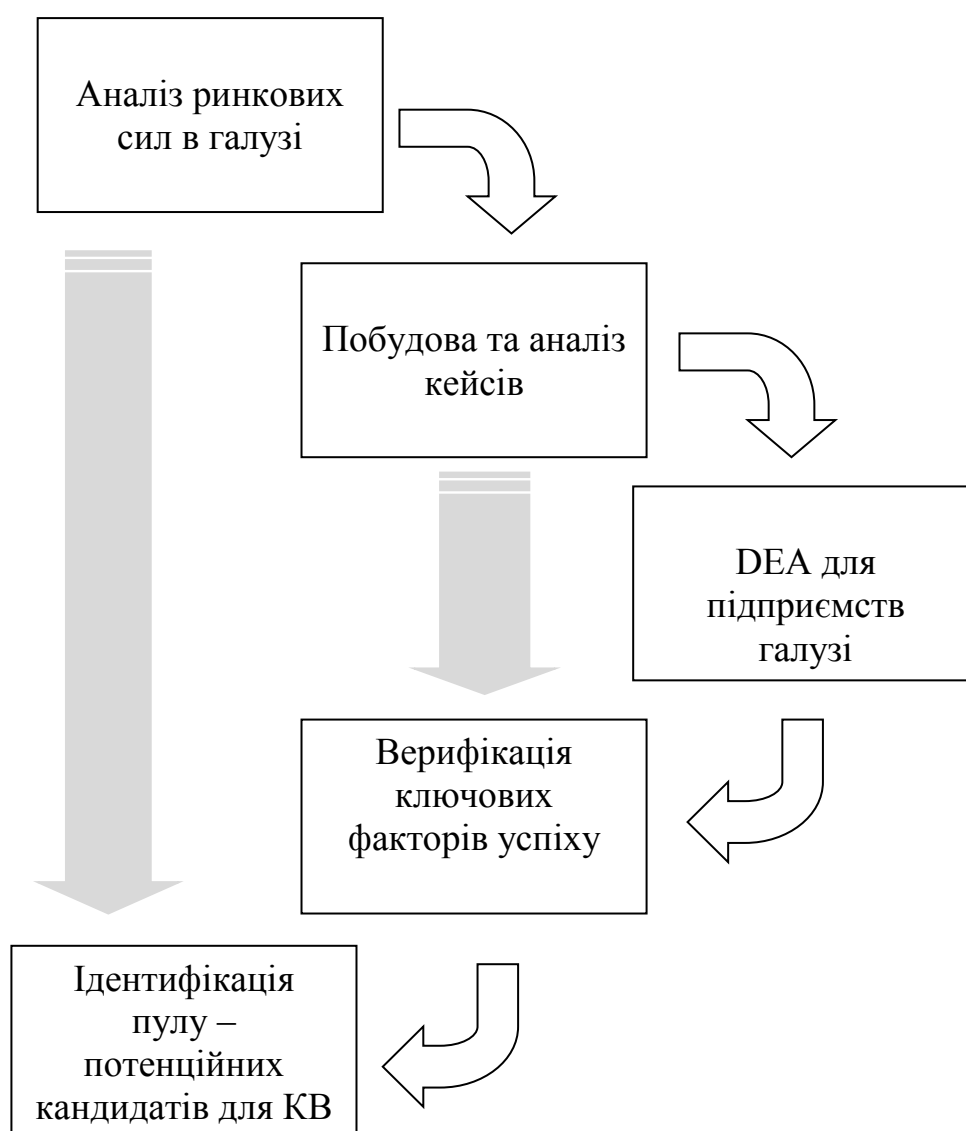 Аналіз ринкових
сил в галузі
Побудова та аналіз
кейсів
DEA для
підприємств
галузі
Верифікація
ключових
факторів успіху
Ідентифікація
пулу –
потенційних
кандидатів для КВ